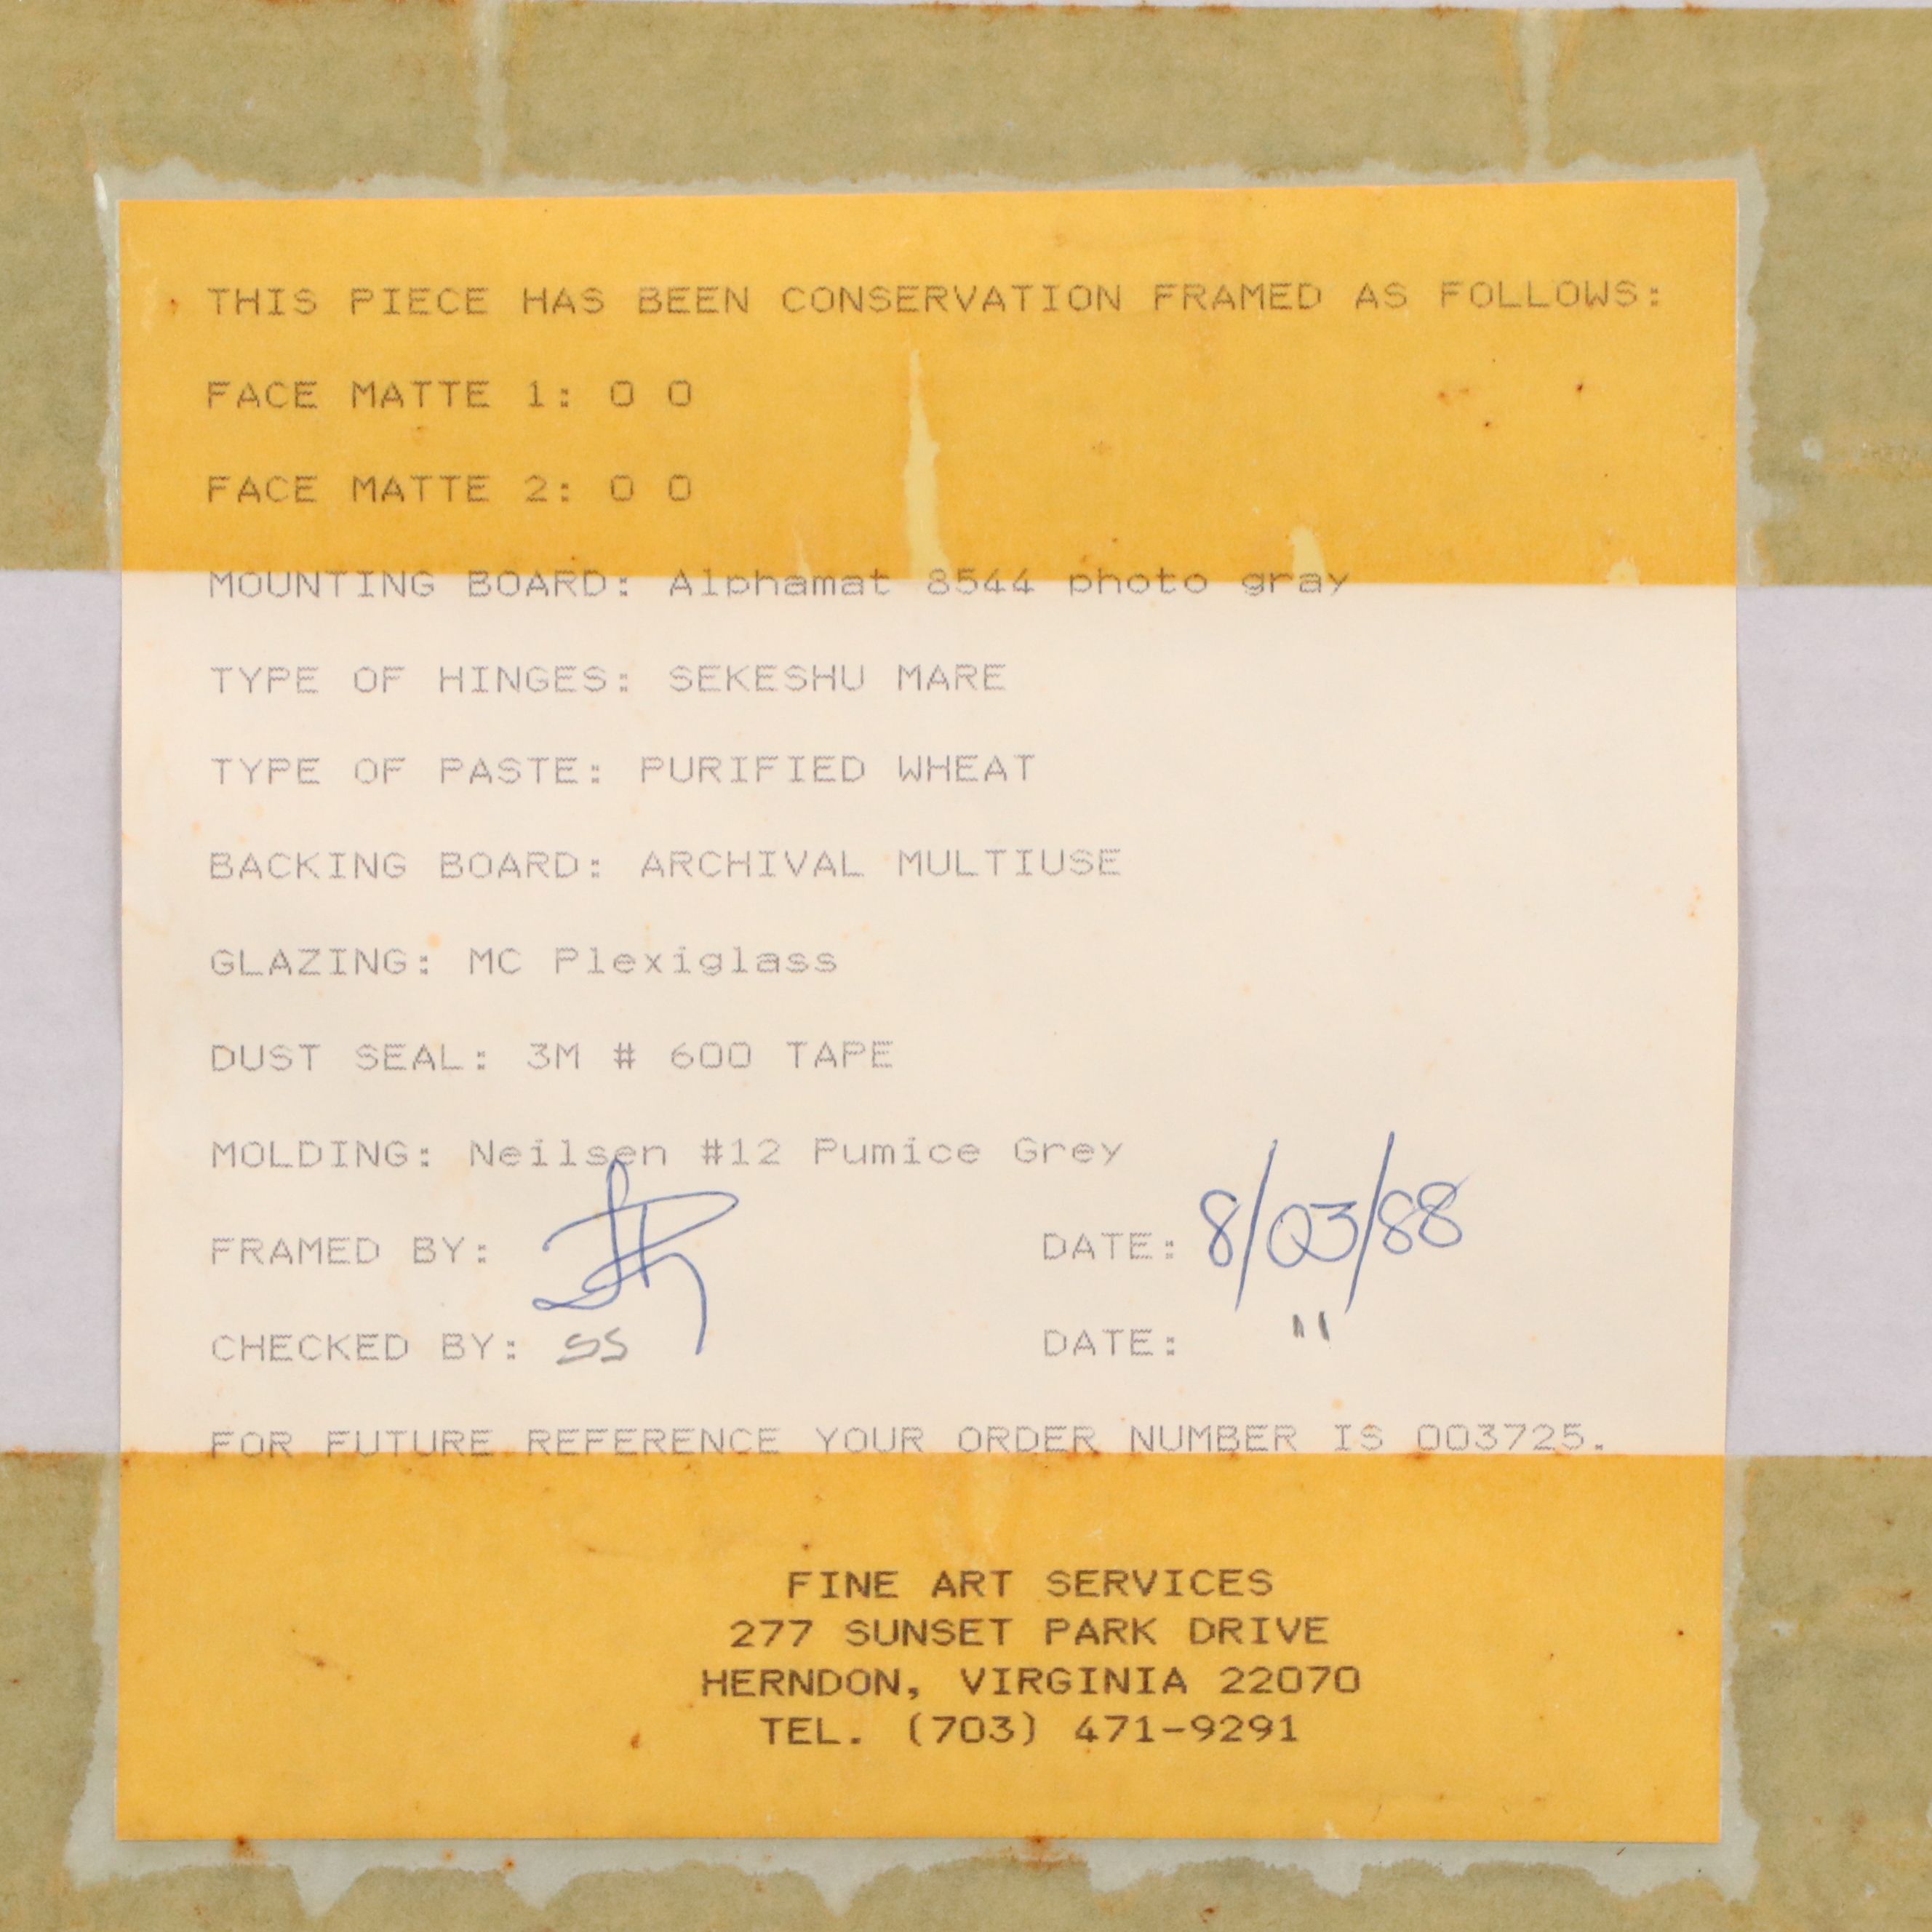 THIS PIECE HAS BEEN CONSERVATION FRAMED AS FOLLOWS:
FACE MATTE 1: 0 0
FACE MATTE 2: 0 0
MOUNTING BOARD: Alphamat 8544 photo gray
TYPE OF HINGES: SEKESHU MARE
TYPE OF PASTE: PURIFIED WHEAT
BACKING BOARD: ARCHIVAL MULTIUSE
GLAZING: MC Plexiglass
DUST SEAL: 3M # 600 TAPE
MOLDING: Neilsen #12 Pumice Grey
FRAMED BY: DATE: 8/03/88
CHECKED BY: SS DATE: "
FOR FUTURE REFERENCE YOUR ORDER NUMBER IS 003725.
FINE ART SERVICES
277 SUNSET PARK DRIVE
HERNDON, VIRGINIA 22070
TEL. (703) 471-9291